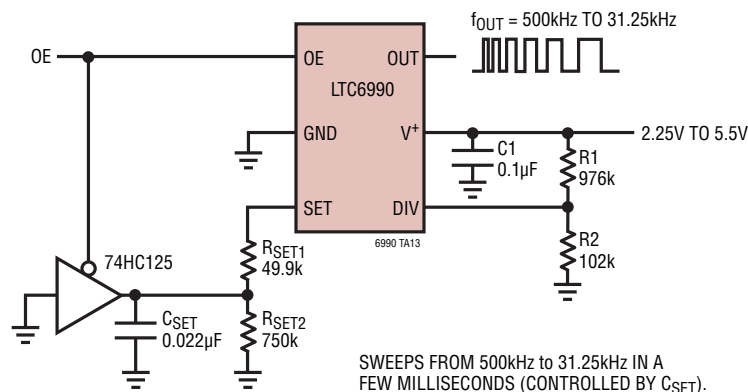 fOUT = 500kHz TO 31.25kHz
OE
OE
OUT
LTC6990
GND
V+
2.25V TO 5.5V
C1
0.1µF
R1
976k
SET
DIV
6990 TA13
R2
102k
RSET1
49.9k
74HC125
CSET
0.022µF
RSET2
750k
SWEEPS FROM 500kHz to 31.25kHz IN A
FEW MILLISECONDS (CONTROLLED BY CSET).